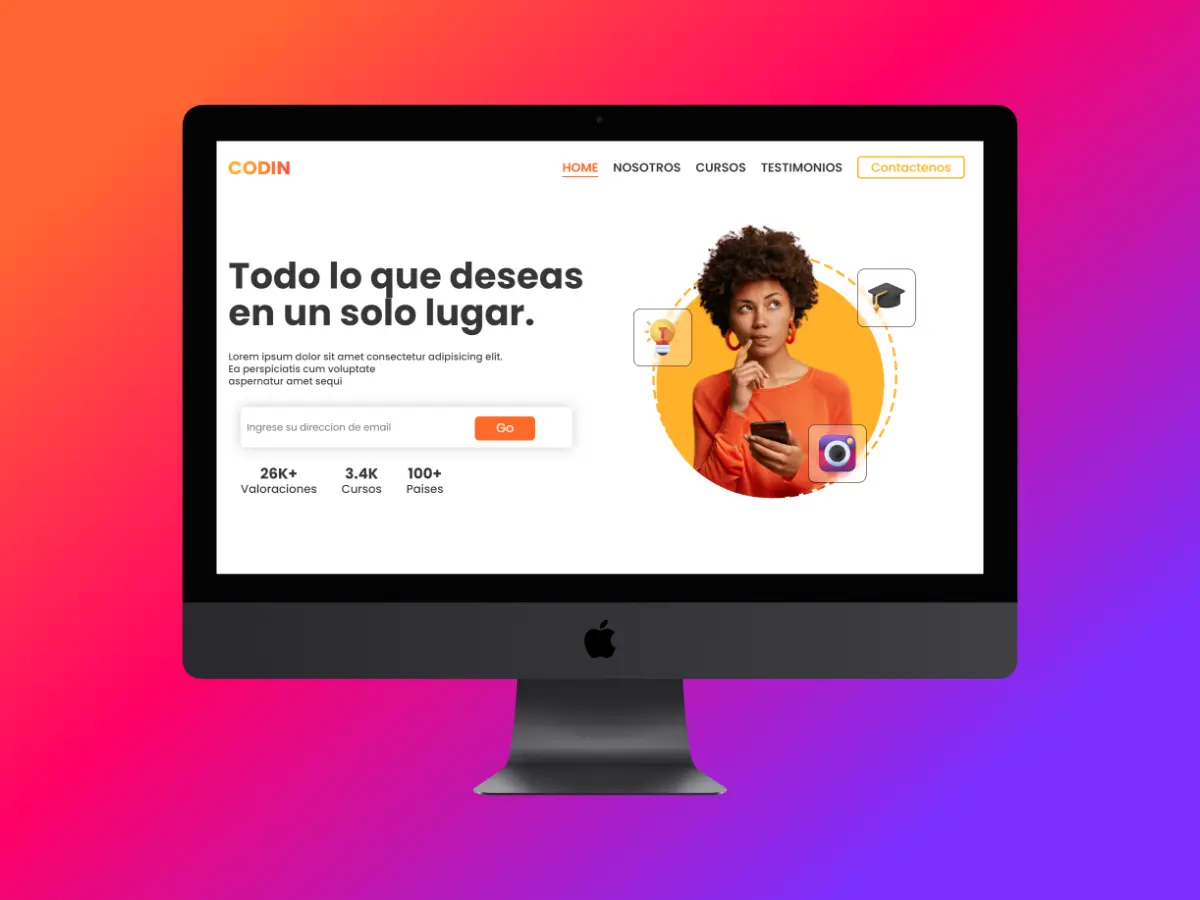 CODIN
HOME NOSOTROS CURSOS TESTIMONIOS Contactenos
Todo lo que deseas
en un solo lugar.
Lorem ipsum dolor sit amet consectetur adipisicing elit.
Ea perspiciatis cum voluptate
aspernatur amet sequi
Ingrese su direccion de email Go
26K+ 3.4K 100+
Valoraciones Cursos Paises